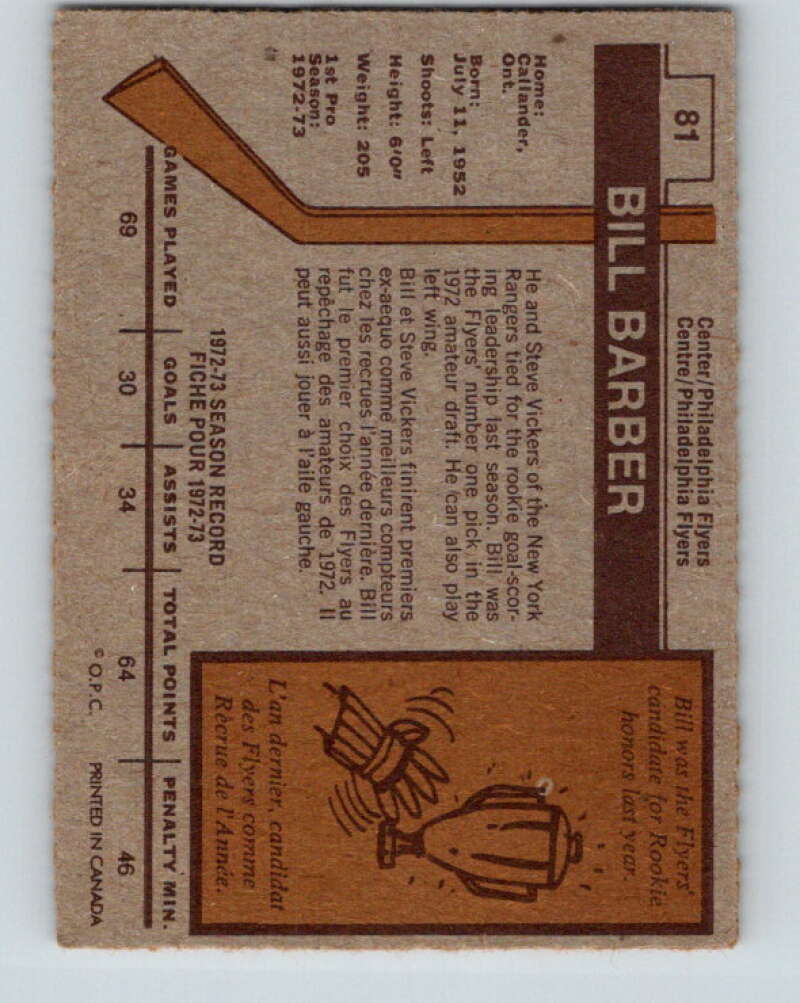 81
Center/Philadelphia Flyers
Centre/Philadelphia Flyers
BILL BARBER
Home:
Callander,
Ont.
Born:
July 11, 1952
Shoots: Left
Height: 6'0"
Weight: 205
1st Pro
Season:
1972-73
He and Steve Vickers of the New York
Rangers tied for the rookie goal-scor-
ing leadership last season. Bill was
the Flyers' number one pick in the
1972 amateur draft. He can also play
left wing.
Bill et Steve Vickers finirent premiers
ex-aequo comme meilleurs compteurs
chez les recrues l'année dernière. Bill
fut le premier choix des Flyers au
repêchage des amateurs de 1972. Il
peut aussi jouer à l'aile gauche.
Bill was the Flyers'
candidate for Rookie
honors last year.
L'an dernier, candidat
des Flyers comme
Rècrue de l'Année.
1972-73 SEASON RECORD
FICHE POUR 1972-73
GAMES PLAYED GOALS ASSISTS TOTAL POINTS PENALTY MIN.
69 30 34 64 46
© O.P.C. PRINTED IN CANADA